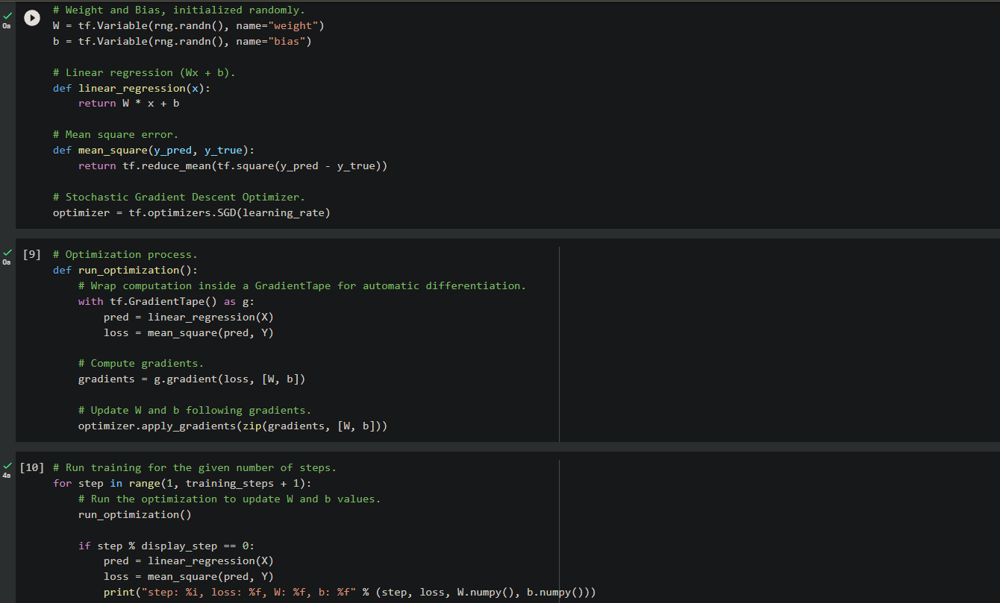 # Weight and Bias, initialized randomly.
0s
W = tf.Variable(rng.randn(), name="weight")
b = tf.Variable(rng.randn(), name="bias")
# Linear regression (Wx + b).
def linear_regression(x):
    return W * x + b
# Mean square error.
def mean_square(y_pred, y_true):
    return tf.reduce_mean(tf.square(y_pred - y_true))
# Stochastic Gradient Descent Optimizer.
optimizer = tf.optimizers.SGD(learning_rate)
0s
[9] # Optimization process.
def run_optimization():
    # Wrap computation inside a GradientTape for automatic differentiation.
    with tf.GradientTape() as g:
        pred = linear_regression(X)
        loss = mean_square(pred, Y)
    # Compute gradients.
    gradients = g.gradient(loss, [W, b])
    # Update W and b following gradients.
    optimizer.apply_gradients(zip(gradients, [W, b]))
4s
[10] # Run training for the given number of steps.
for step in range(1, training_steps + 1):
    # Run the optimization to update W and b values.
    run_optimization()
    if step % display_step == 0:
        pred = linear_regression(X)
        loss = mean_square(pred, Y)
        print("step: %i, loss: %f, W: %f, b: %f" % (step, loss, W.numpy(), b.numpy()))